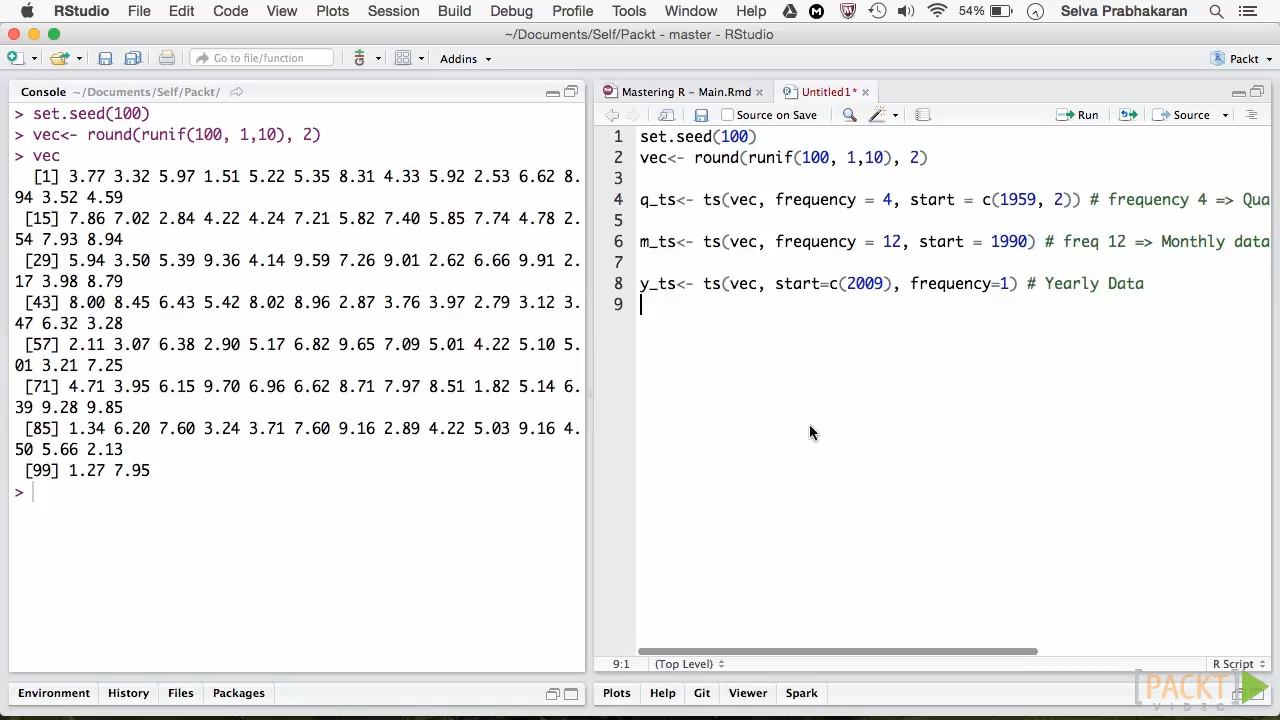 RStudio File Edit Code View Plots Session Build Debug Profile Tools Window Help 54% Selva Prabhakaran
~/Documents/Self/Packt - master - RStudio
Go to file/function Addins Packt
Console ~/Documents/Self/Packt/
> set.seed(100)
> vec<- round(runif(100, 1,10), 2)
> vec
[1] 3.77 3.32 5.97 1.51 5.22 5.35 8.31 4.33 5.92 2.53 6.62 8.
94 3.52 4.59
[15] 7.86 7.02 2.84 4.22 4.24 7.21 5.82 7.40 5.85 7.74 4.78 2.
54 7.93 8.94
[29] 5.94 3.50 5.39 9.36 4.14 9.59 7.26 9.01 2.62 6.66 9.91 2.
17 3.98 8.79
[43] 8.00 8.45 6.43 5.42 8.02 8.96 2.87 3.76 3.97 2.79 3.12 3.
47 6.32 3.28
[57] 2.11 3.07 6.38 2.90 5.17 6.82 9.65 7.09 5.01 4.22 5.10 5.
01 3.21 7.25
[71] 4.71 3.95 6.15 9.70 6.96 6.62 8.71 7.97 8.51 1.82 5.14 6.
39 9.28 9.85
[85] 1.34 6.20 7.60 3.24 3.71 7.60 9.16 2.89 4.22 5.03 9.16 4.
50 5.66 2.13
[99] 1.27 7.95
>
Mastering R – Main.Rmd Untitled1*
Source on Save Run Source
1 set.seed(100)
2 vec<- round(runif(100, 1,10), 2)
3
4 q_ts<- ts(vec, frequency = 4, start = c(1959, 2)) # frequency 4 => Qua
5
6 m_ts<- ts(vec, frequency = 12, start = 1990) # freq 12 => Monthly data
7
8 y_ts<- ts(vec, start=c(2009), frequency=1) # Yearly Data
9
9:1 (Top Level) R Script
Environment History Files Packages
Plots Help Git Viewer Spark
PACKT
VIDEO